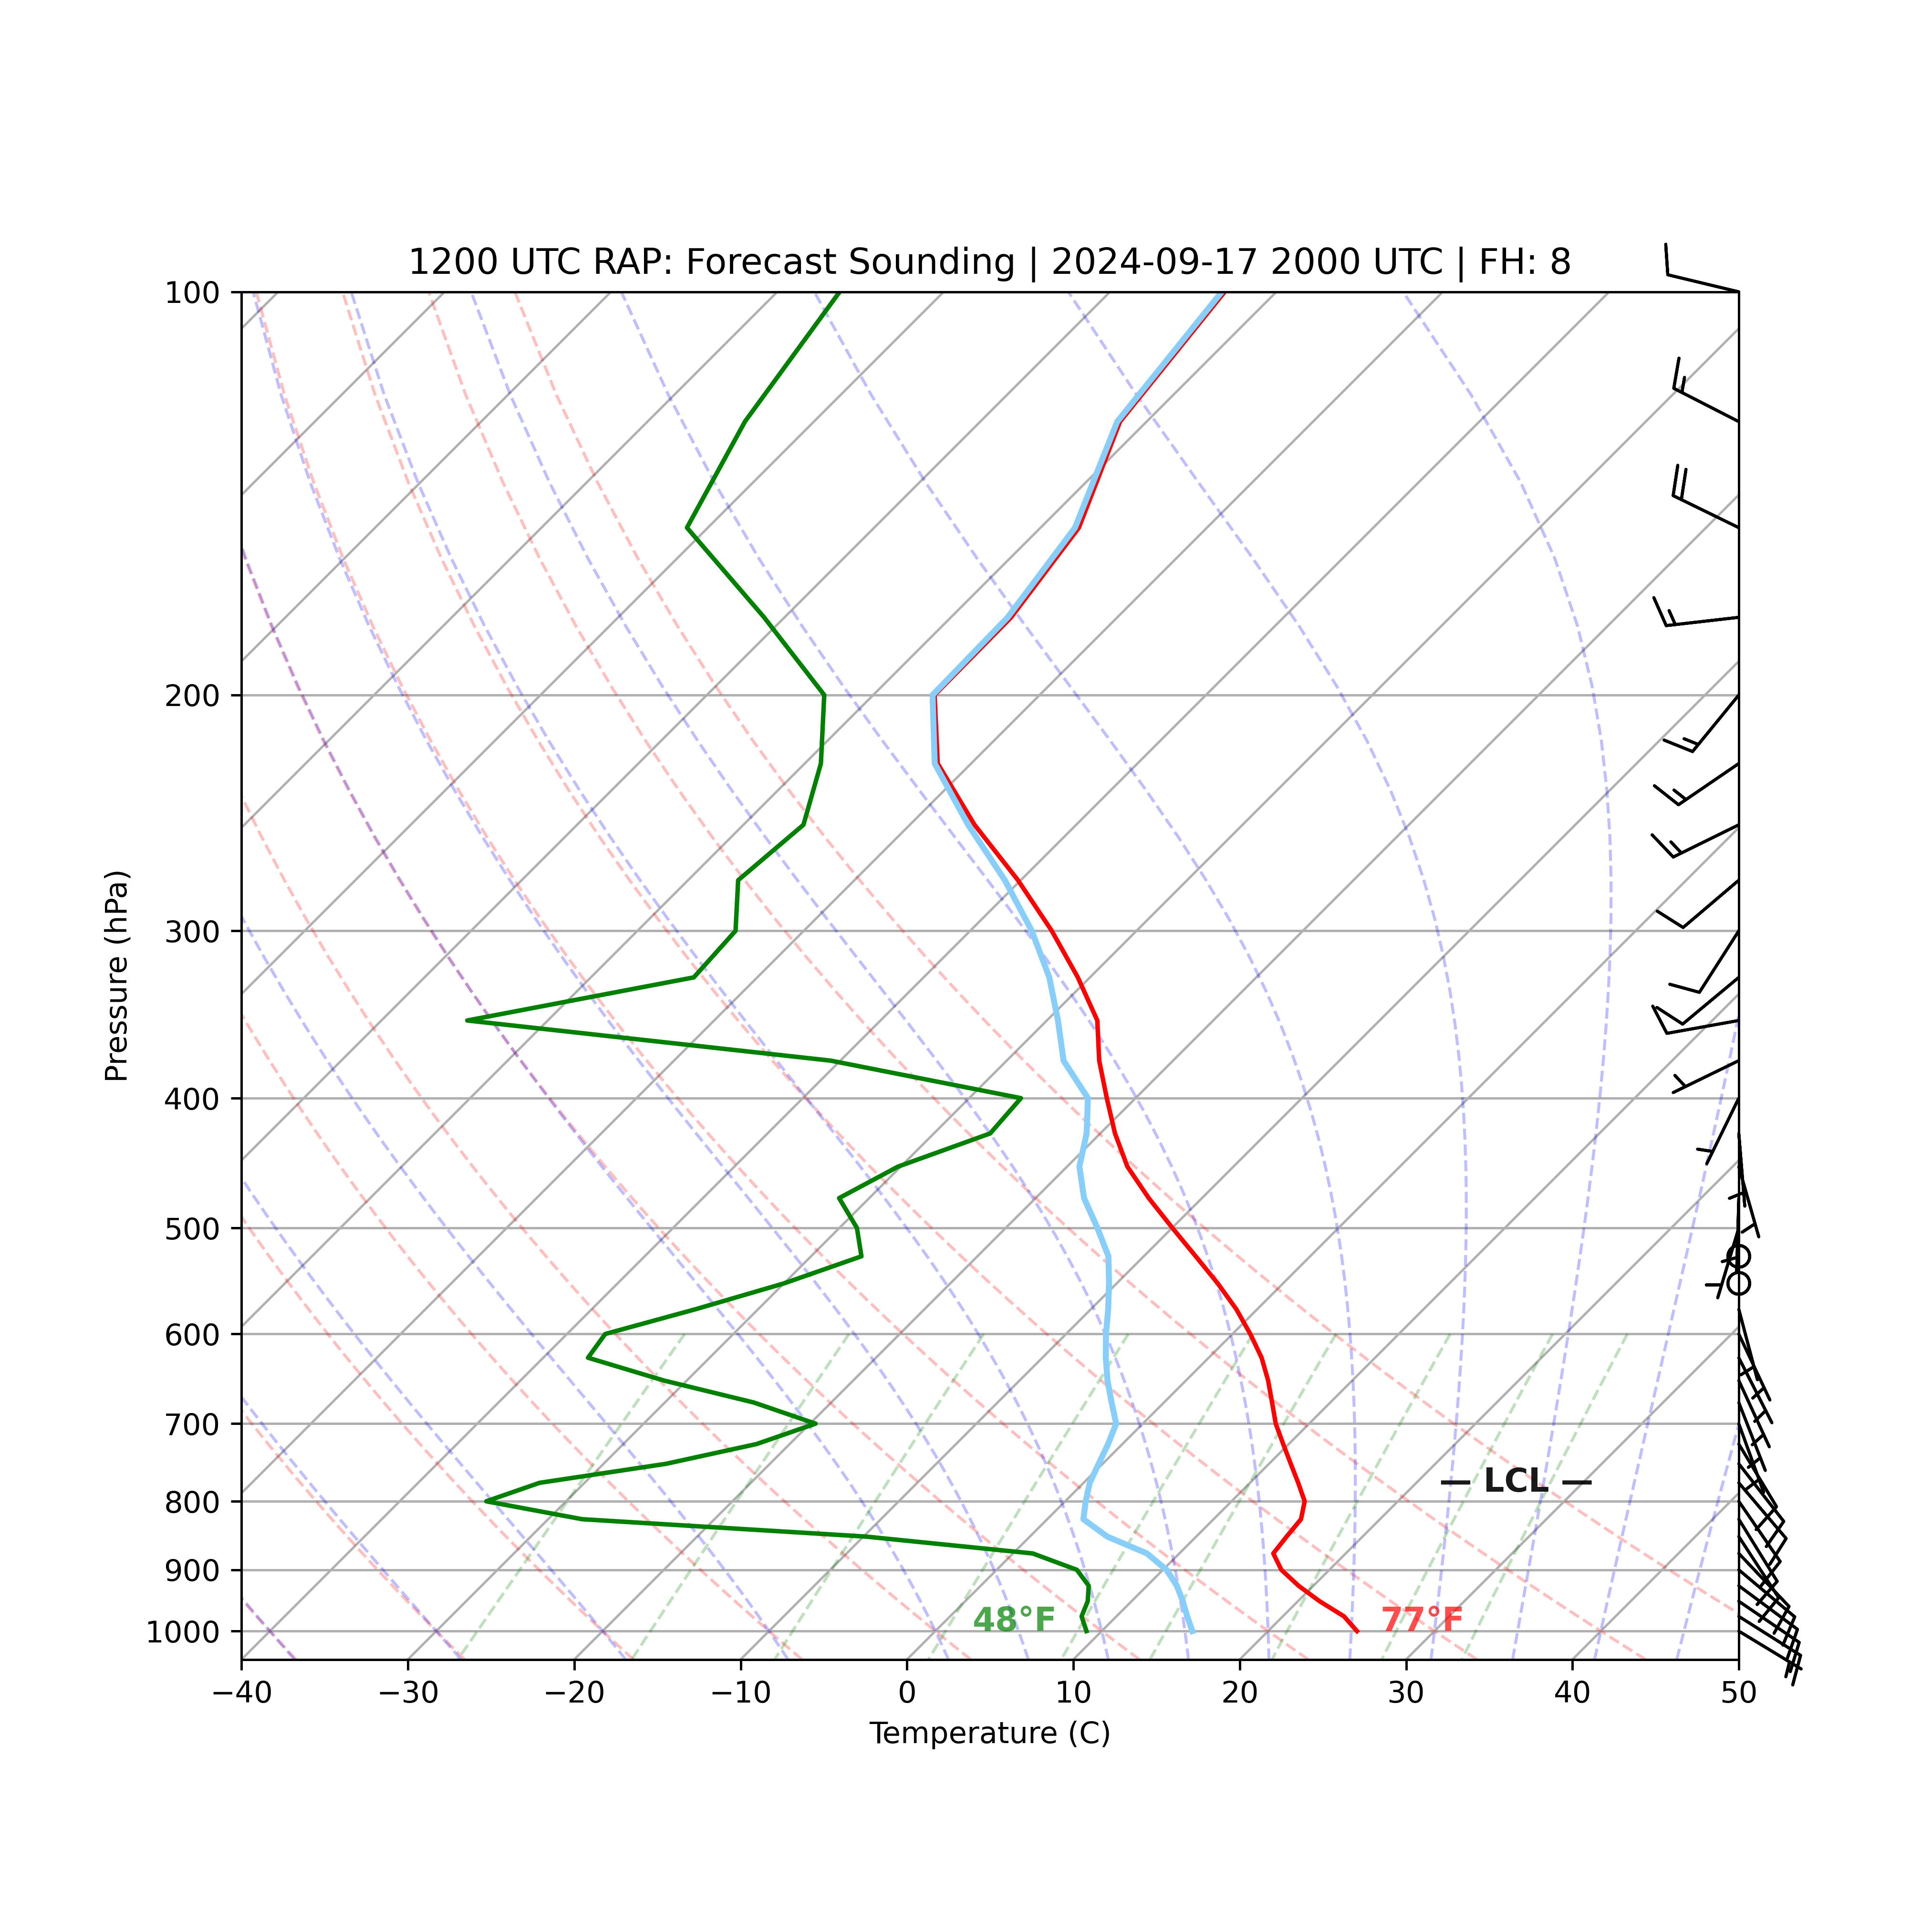 1200 UTC RAP: Forecast Sounding | 2024-09-17 2000 UTC | FH: 8
100
200
300
400
500
600
700
800
900
1000
Pressure (hPa)
— LCL —
48°F
77°F
−40 −30 −20 −10 0 10 20 30 40 50
Temperature (C)